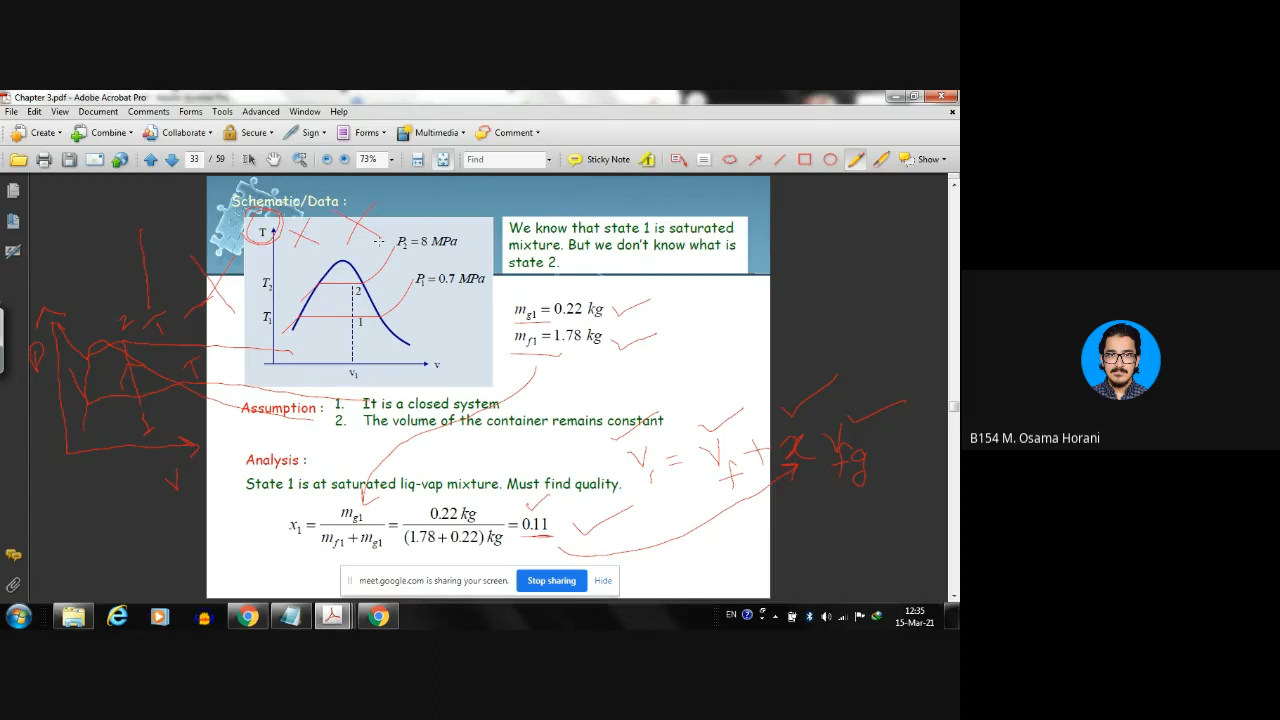 Chapter 3.pdf - Adobe Acrobat Pro
File Edit View Document Comments Forms Tools Advanced Window Help
Create Combine Collaborate Secure Sign Forms Multimedia Comment
33 / 59 73% Find Sticky Note Show
Schematic/Data :
T
P2 = 8 MPa
P1 = 0.7 MPa
T2
2
T1
1
v1
v
We know that state 1 is saturated
mixture. But we don't know what is
state 2.
mg1 = 0.22 kg
mf1 = 1.78 kg
Assumption : 1. It is a closed system
2. The volume of the container remains constant
P
2
T
T
1
V
v1 = vf + x vfg
Analysis :
State 1 is at saturated liq-vap mixture. Must find quality.
x1 = mg1 / (mf1 + mg1) = 0.22 kg / (1.78 + 0.22) kg = 0.11
meet.google.com is sharing your screen. Stop sharing Hide
EN
12:35
15-Mar-21
B154 M. Osama Horani